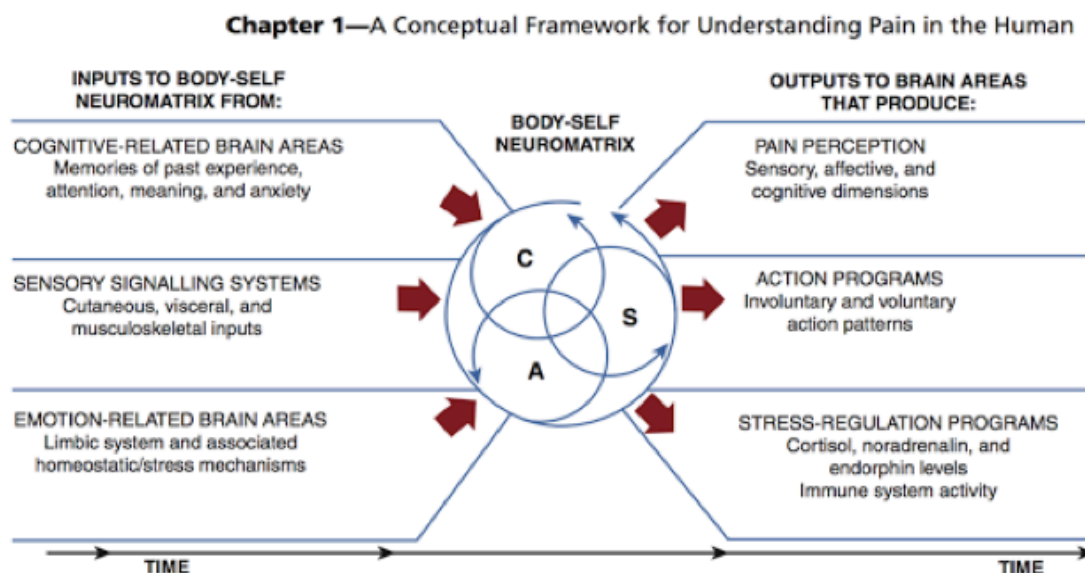 Chapter 1—A Conceptual Framework for Understanding Pain in the Human
INPUTS TO BODY-SELF
NEUROMATRIX FROM:
COGNITIVE-RELATED BRAIN AREAS
Memories of past experience,
attention, meaning, and anxiety
SENSORY SIGNALLING SYSTEMS
Cutaneous, visceral, and
musculoskeletal inputs
EMOTION-RELATED BRAIN AREAS
Limbic system and associated
homeostatic/stress mechanisms
BODY-SELF
NEUROMATRIX
C
S
A
OUTPUTS TO BRAIN AREAS
THAT PRODUCE:
PAIN PERCEPTION
Sensory, affective, and
cognitive dimensions
ACTION PROGRAMS
Involuntary and voluntary
action patterns
STRESS-REGULATION PROGRAMS
Cortisol, noradrenalin, and
endorphin levels
Immune system activity
TIME
TIME